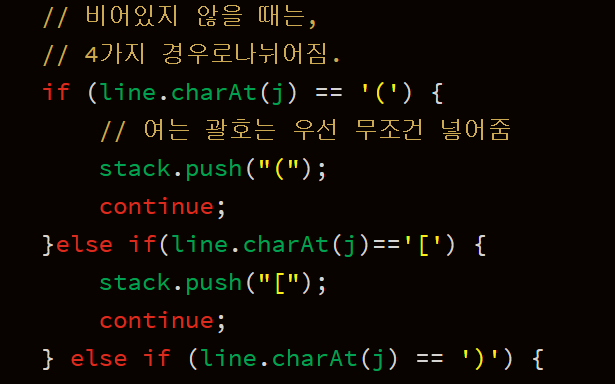 // 비어있지 않을 때는,
// 4가지 경우로나뉘어짐.
if (line.charAt(j) == '(') {
// 여는 괄호는 우선 무조건 넣어줌
stack.push("(");
continue;
}else if(line.charAt(j)=='[') {
stack.push("[");
continue;
} else if (line.charAt(j) == ')') {